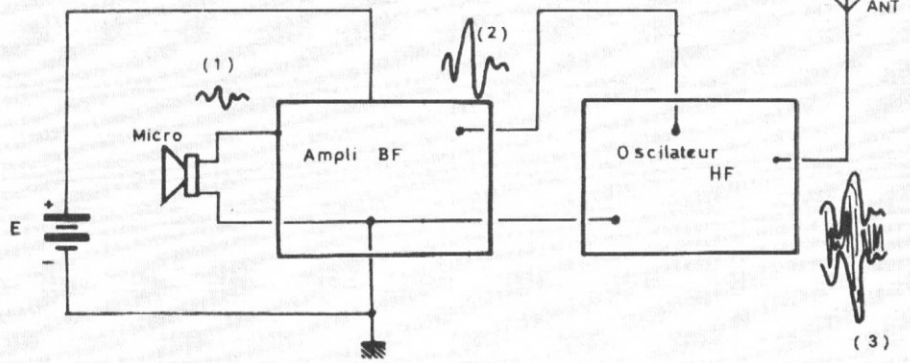 ANT
(2)
(1)
Micro
Ampli BF
Oscilateur
HF
+
E
−
(3)